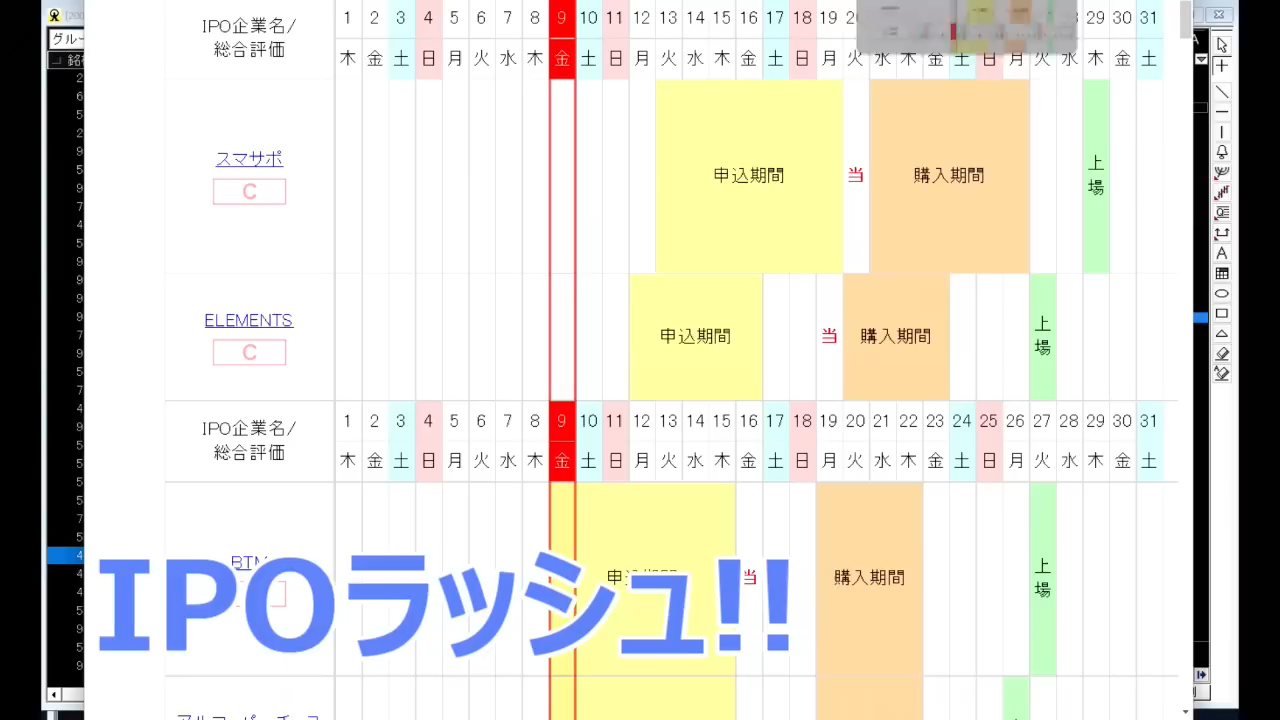 IPO企業名/
総合評価
1 2 3 4 5 6 7 8 9 10 11 12 13 14 15 16 17 18 19 29 30 31
木 金 土 日 月 火 水 木 金 土 日 月 火 水 木 金 土 日 月 火 水 木 金 土 日 月 火 水 木 金 土
スマサポ
C
申込期間
当
購入期間
上場
ELEMENTS
C
申込期間
当
購入期間
上場
IPO企業名/
総合評価
1 2 3 4 5 6 7 8 9 10 11 12 13 14 15 16 17 18 19 20 21 22 23 24 25 26 27 28 29 30 31
木 金 土 日 月 火 水 木 金 土 日 月 火 水 木 金 土 日 月 火 水 木 金 土 日 月 火 水 木 金 土
BTM
申込期間
当
購入期間
上場
IPOラッシュ!!
グルー